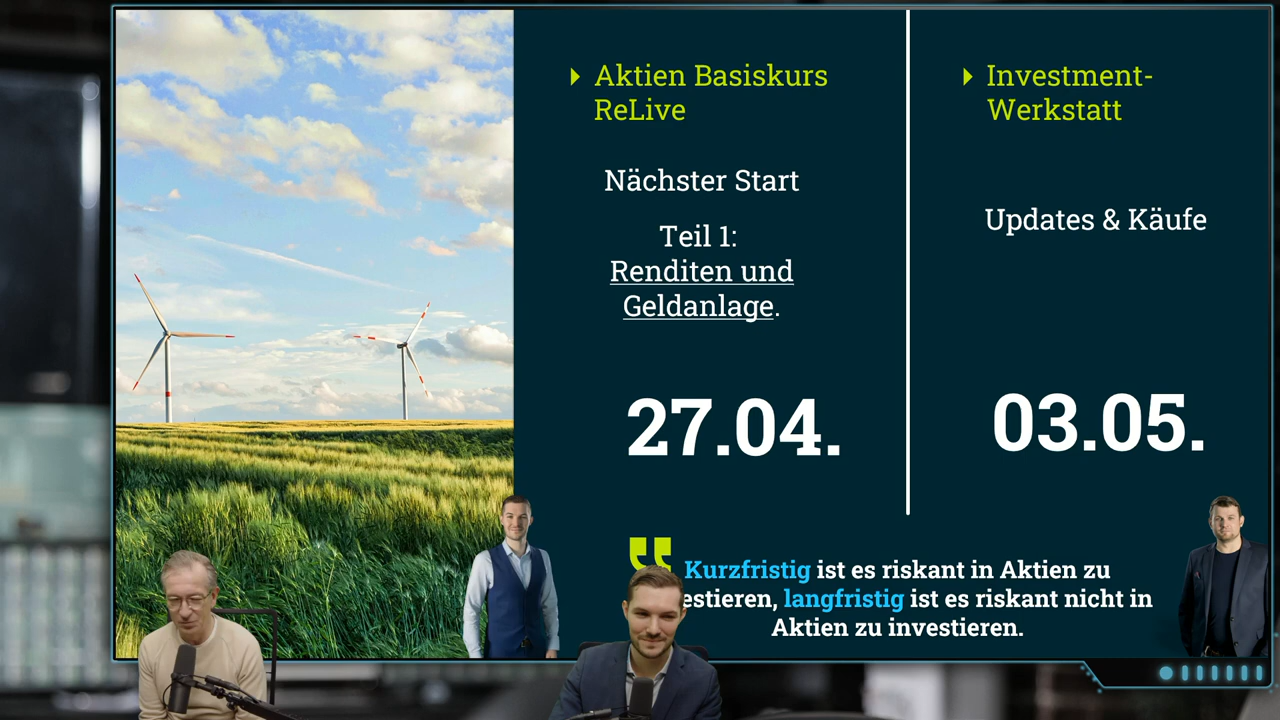 Aktien Basiskurs
ReLive
Nächster Start
Teil 1:
Renditen und
Geldanlage.
27.04.
Investment-
Werkstatt
Updates & Käufe
03.05.
Kurzfristig ist es riskant in Aktien zu
estieren, langfristig ist es riskant nicht in
Aktien zu investieren.